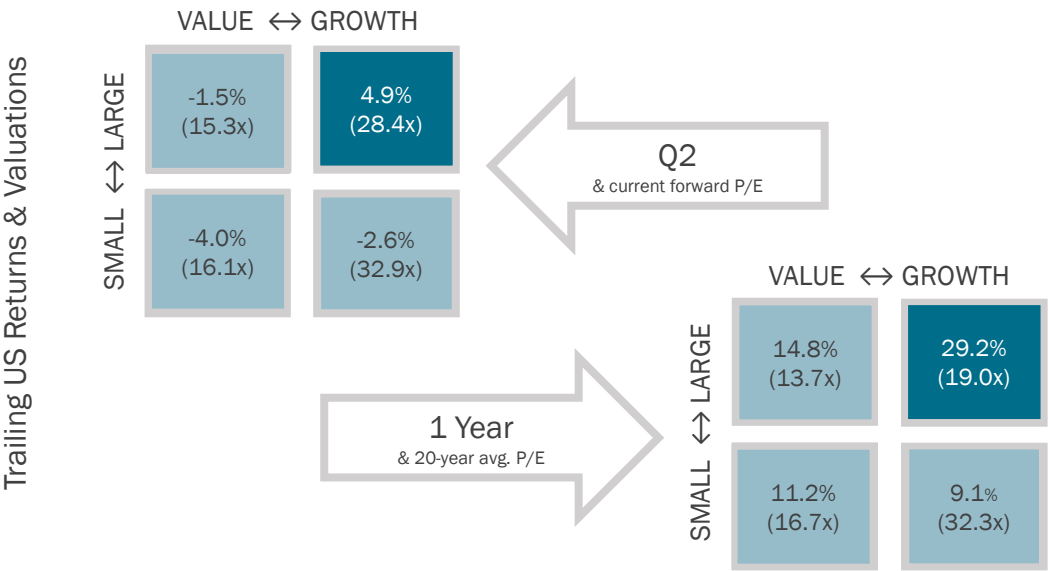 Trailing US Returns & Valuations
VALUE ↔ GROWTH
SMALL ↔ LARGE
-1.5%
(15.3x)
4.9%
(28.4x)
-4.0%
(16.1x)
-2.6%
(32.9x)
Q2
& current forward P/E
1 Year
& 20-year avg. P/E
VALUE ↔ GROWTH
SMALL ↔ LARGE
14.8%
(13.7x)
29.2%
(19.0x)
11.2%
(16.7x)
9.1%
(32.3x)